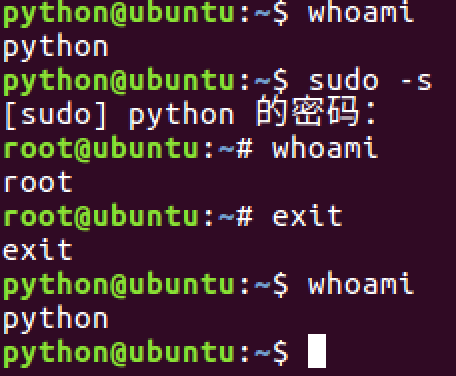 python@ubuntu:~$ whoami
python
python@ubuntu:~$ sudo -s
[sudo] python 的密码：
root@ubuntu:~# whoami
root
root@ubuntu:~# exit
exit
python@ubuntu:~$ whoami
python
python@ubuntu:~$